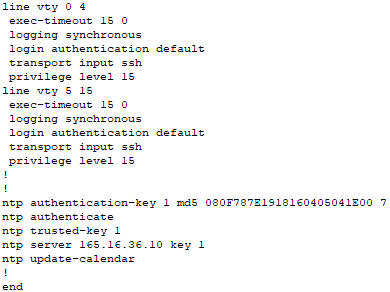 line vty 0 4
 exec-timeout 15 0
 logging synchronous
 login authentication default
 transport input ssh
 privilege level 15
line vty 5 15
 exec-timeout 15 0
 logging synchronous
 login authentication default
 transport input ssh
 privilege level 15
!
!
ntp authentication-key 1 md5 080F787E1918160405041E00 7
ntp authenticate
ntp trusted-key 1
ntp server 165.16.36.10 key 1
ntp update-calendar
!
end